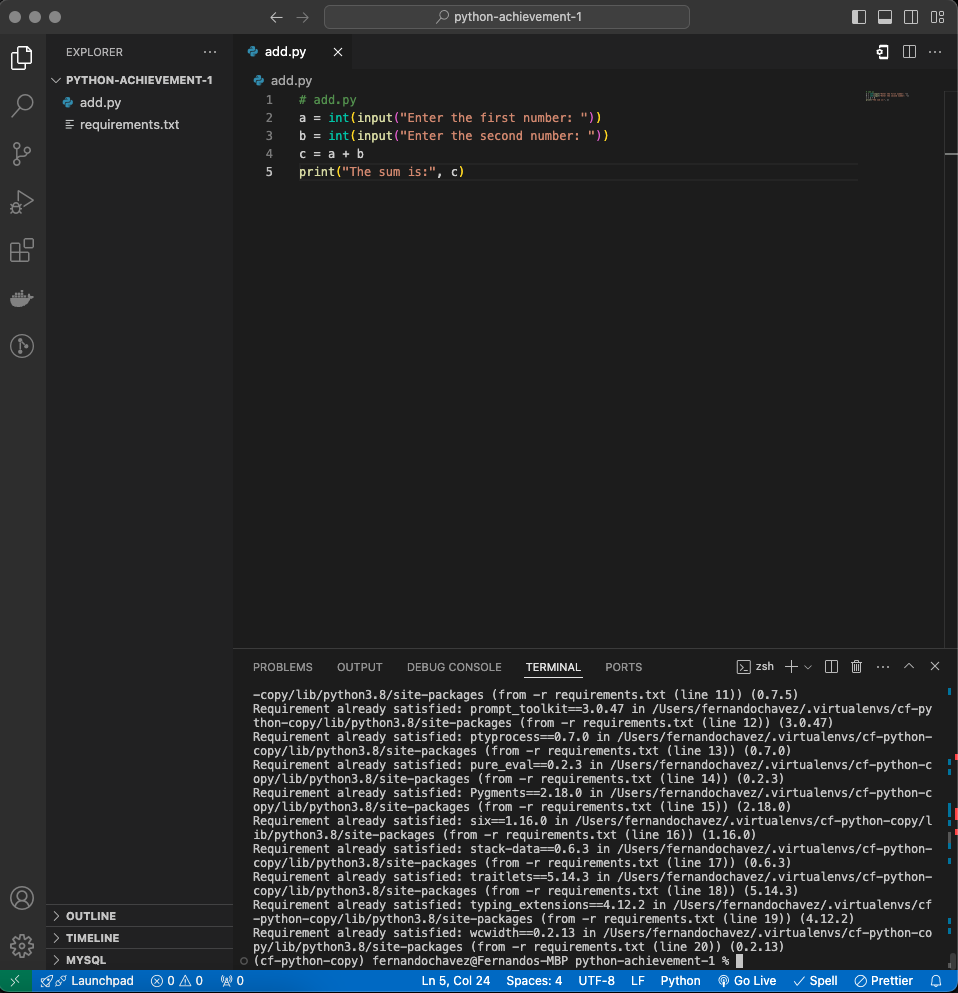 python-achievement-1
EXPLORER
PYTHON-ACHIEVEMENT-1
add.py
requirements.txt
OUTLINE
TIMELINE
MYSQL
add.py
add.py
1 # add.py
2 a = int(input("Enter the first number: "))
3 b = int(input("Enter the second number: "))
4 c = a + b
5 print("The sum is:", c)
PROBLEMS OUTPUT DEBUG CONSOLE TERMINAL PORTS zsh
-copy/lib/python3.8/site-packages (from -r requirements.txt (line 11)) (0.7.5)
Requirement already satisfied: prompt_toolkit==3.0.47 in /Users/fernandochavez/.virtualenvs/cf-py
thon-copy/lib/python3.8/site-packages (from -r requirements.txt (line 12)) (3.0.47)
Requirement already satisfied: ptyprocess==0.7.0 in /Users/fernandochavez/.virtualenvs/cf-python-
copy/lib/python3.8/site-packages (from -r requirements.txt (line 13)) (0.7.0)
Requirement already satisfied: pure_eval==0.2.3 in /Users/fernandochavez/.virtualenvs/cf-python-c
opy/lib/python3.8/site-packages (from -r requirements.txt (line 14)) (0.2.3)
Requirement already satisfied: Pygments==2.18.0 in /Users/fernandochavez/.virtualenvs/cf-python-c
opy/lib/python3.8/site-packages (from -r requirements.txt (line 15)) (2.18.0)
Requirement already satisfied: six==1.16.0 in /Users/fernandochavez/.virtualenvs/cf-python-copy/l
ib/python3.8/site-packages (from -r requirements.txt (line 16)) (1.16.0)
Requirement already satisfied: stack-data==0.6.3 in /Users/fernandochavez/.virtualenvs/cf-python-
copy/lib/python3.8/site-packages (from -r requirements.txt (line 17)) (0.6.3)
Requirement already satisfied: traitlets==5.14.3 in /Users/fernandochavez/.virtualenvs/cf-python-
copy/lib/python3.8/site-packages (from -r requirements.txt (line 18)) (5.14.3)
Requirement already satisfied: typing_extensions==4.12.2 in /Users/fernandochavez/.virtualenvs/cf
-python-copy/lib/python3.8/site-packages (from -r requirements.txt (line 19)) (4.12.2)
Requirement already satisfied: wcwidth==0.2.13 in /Users/fernandochavez/.virtualenvs/cf-python-co
py/lib/python3.8/site-packages (from -r requirements.txt (line 20)) (0.2.13)
(cf-python-copy) fernandochavez@Fernandos-MBP python-achievement-1 %
Launchpad 0 0 0 Ln 5, Col 24 Spaces: 4 UTF-8 LF Python Go Live Spell Prettier